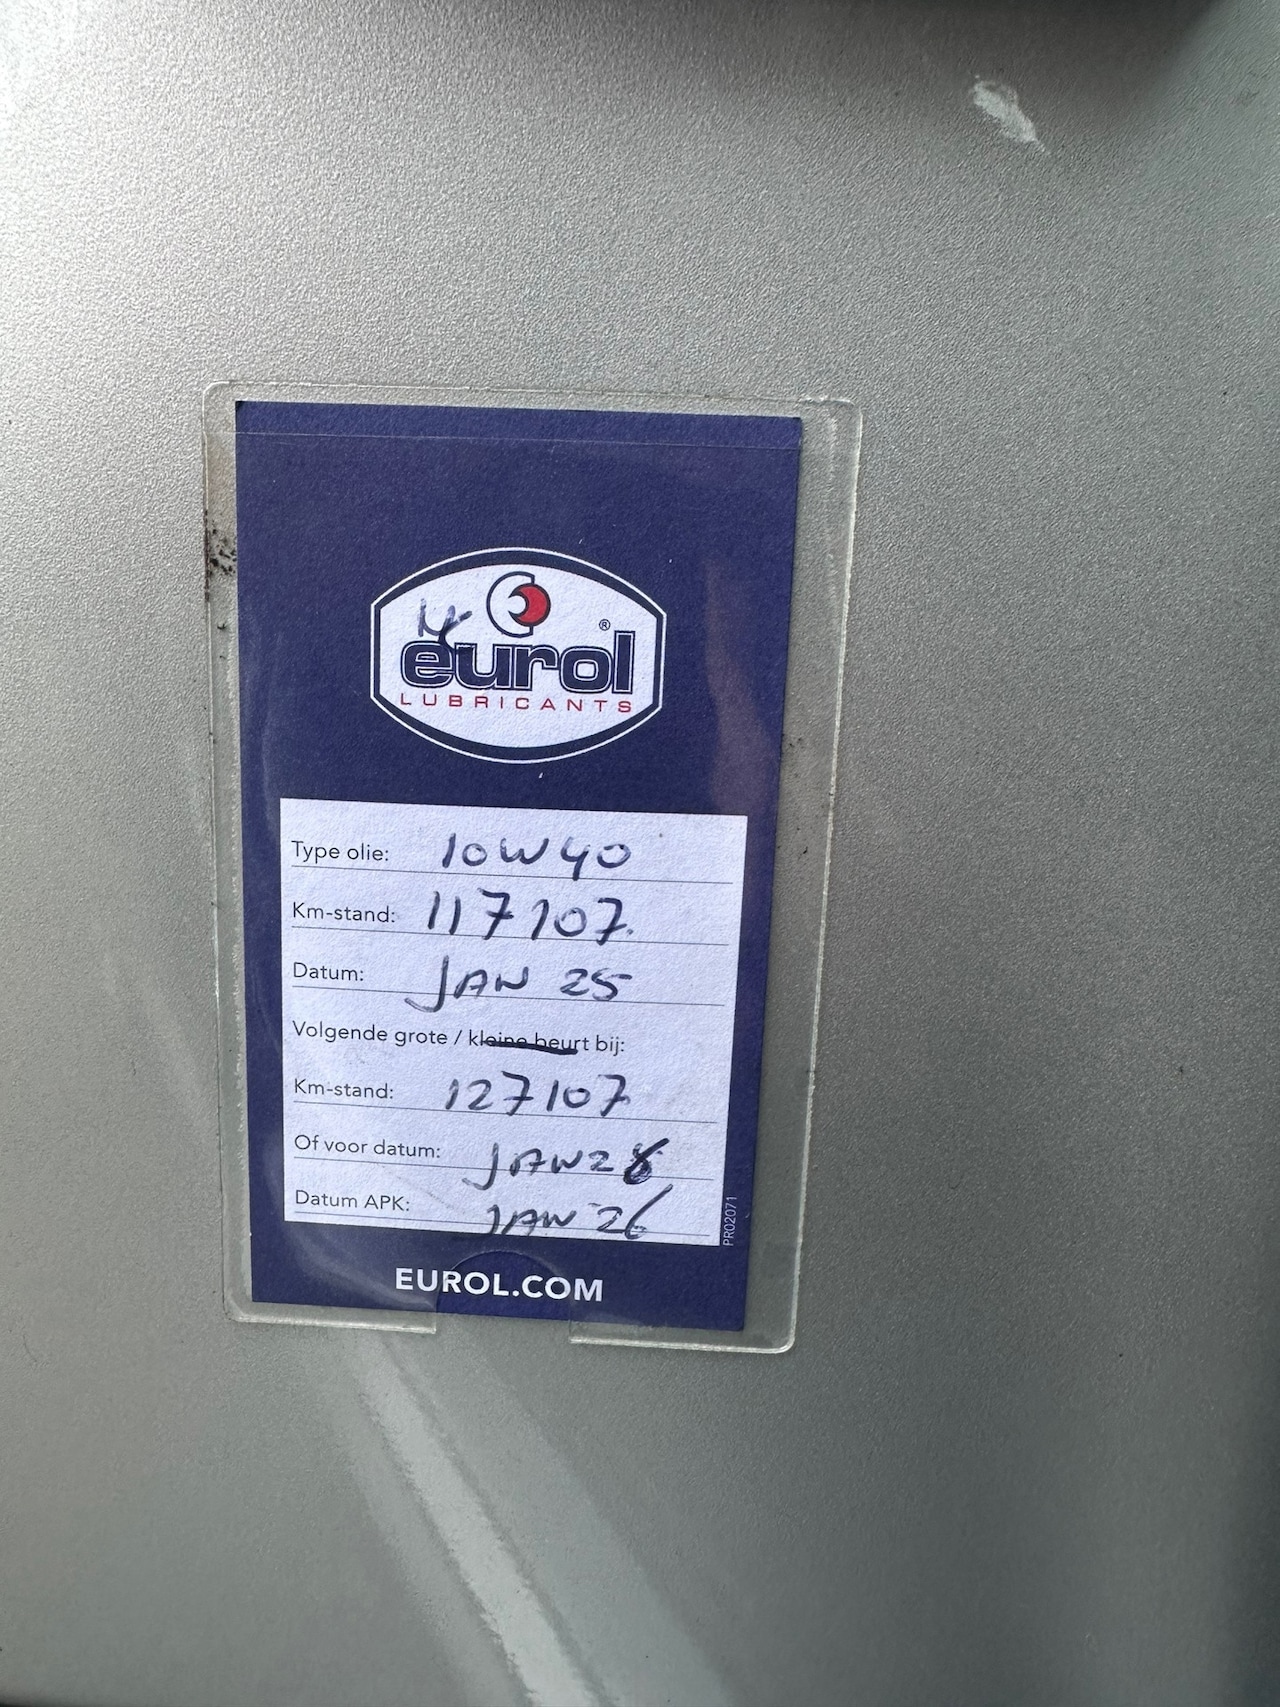 eurol®
LUBRICANTS
Type olie: 10W40
Km-stand: 117107
Datum: JAN 25
Volgende grote / kleine beurt bij:
Km-stand: 127107
Of voor datum: JAN
Datum APK: JAN 26
PR02071
EUROL.COM